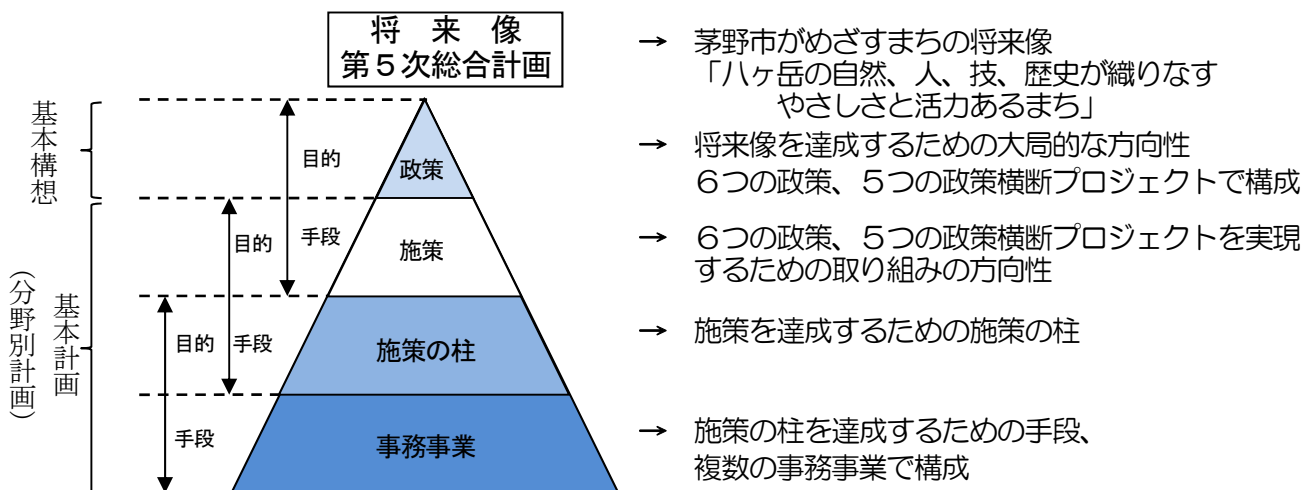 将来像
第５次総合計画
→ 茅野市がめざすまちの将来像
「八ヶ岳の自然、人、技、歴史が織りなす
やさしさと活力あるまち」
基本構想
目的
政策
→ 将来像を達成するための大局的な方向性
６つの政策、５つの政策横断プロジェクトで構成
目的
手段
施策
→ ６つの政策、５つの政策横断プロジェクトを実現
するための取り組みの方向性
基本計画
（分野別計画）
目的
手段
施策の柱
→ 施策を達成するための施策の柱
手段
事務事業
→ 施策の柱を達成するための手段、
複数の事務事業で構成